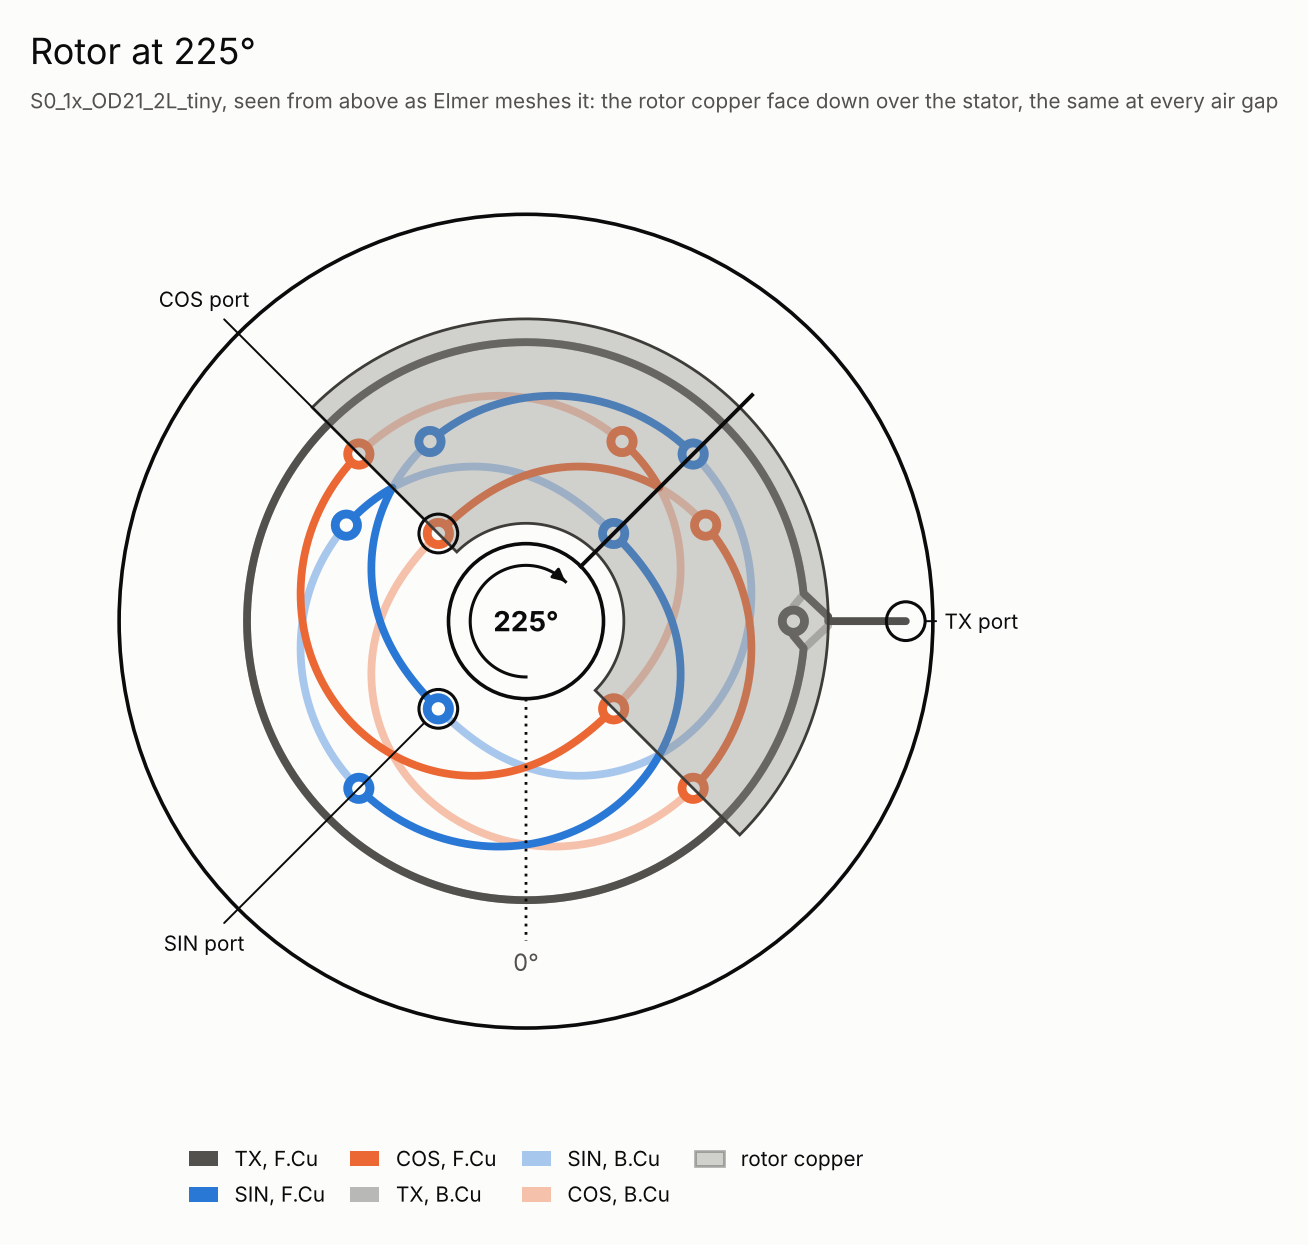 Rotor at 225°
S0_1x_OD21_2L_tiny, seen from above as Elmer meshes it: the rotor copper face down over the stator, the same at every air gap
COS port
225°
TX port
SIN port
0°
TX, F.Cu
COS, F.Cu
SIN, B.Cu
rotor copper
SIN, F.Cu
TX, B.Cu
COS, B.Cu